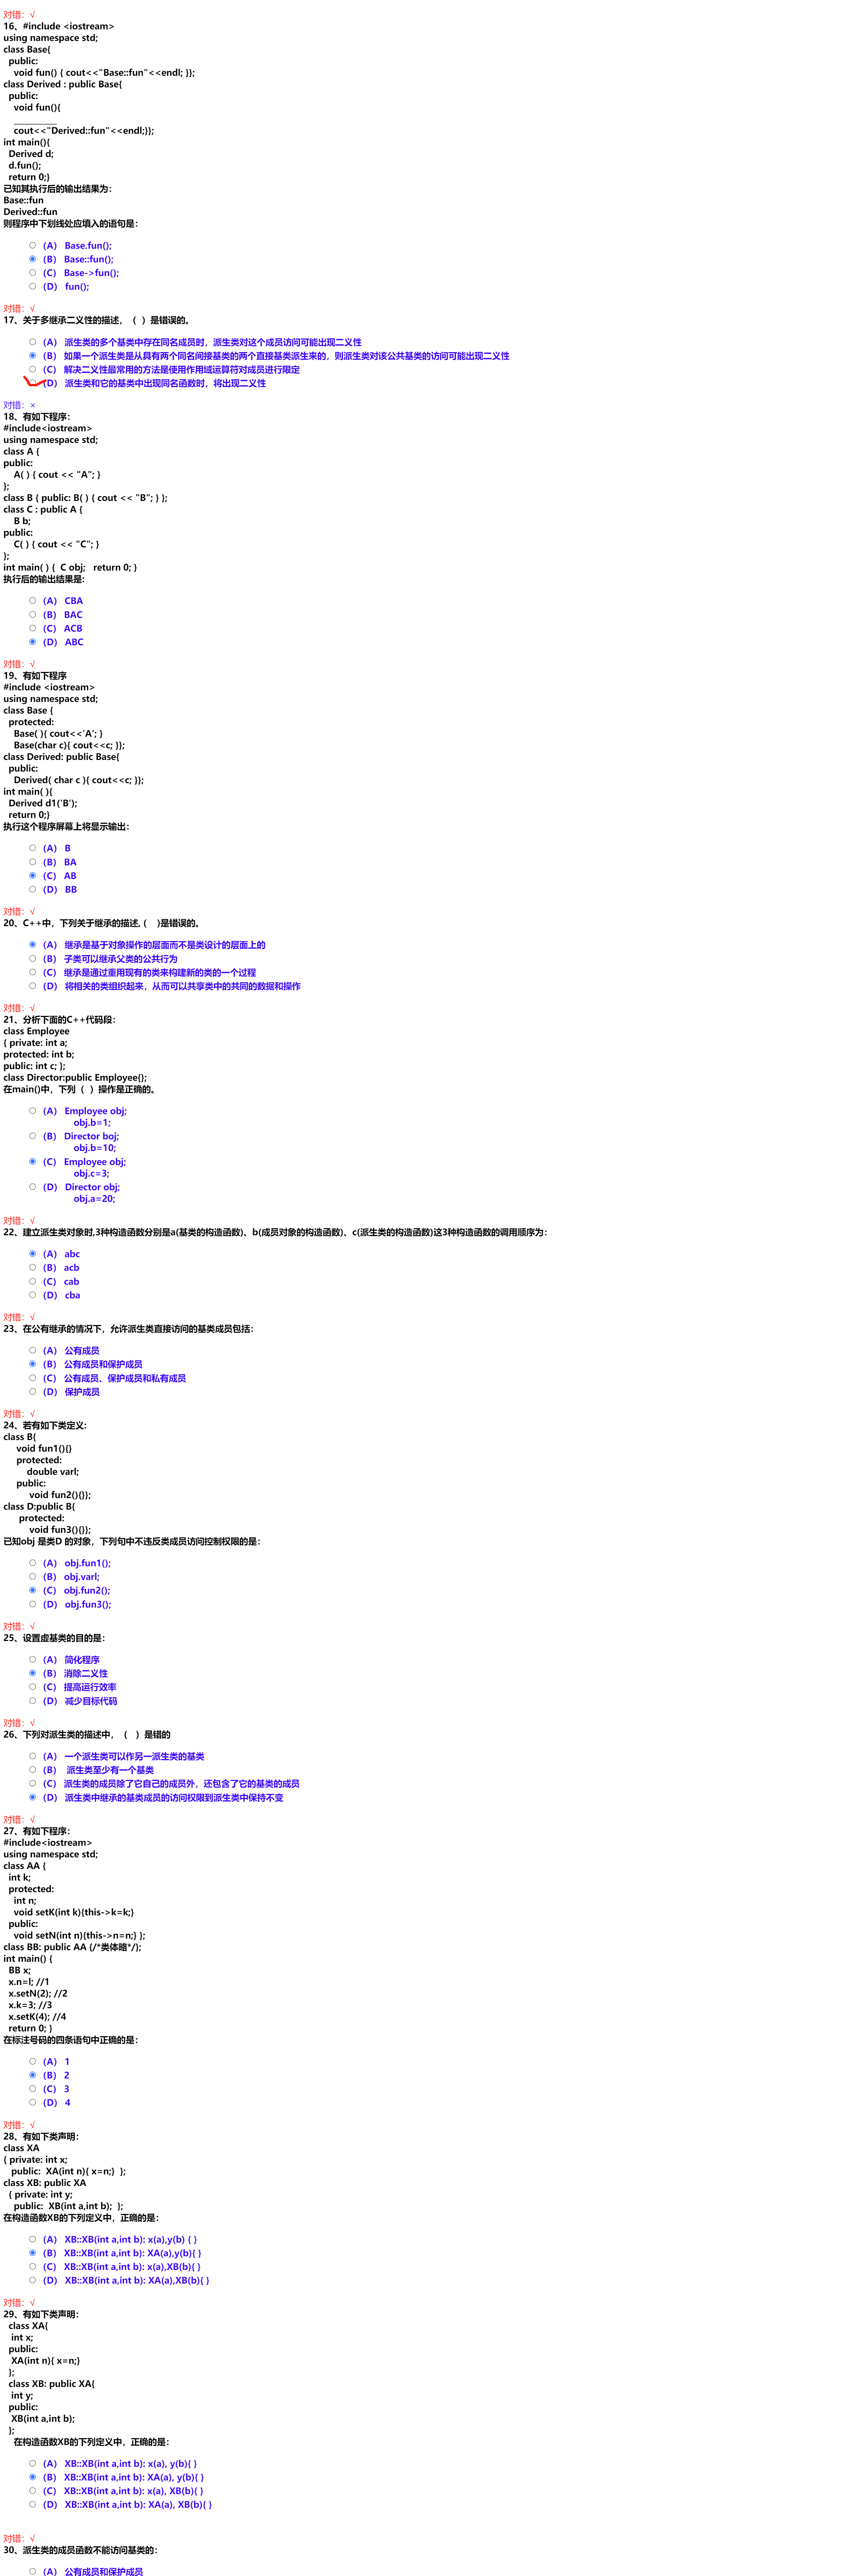 对错：√
16、#include <iostream>
using namespace std;
class Base{
public:
void fun() { cout<<"Base::fun"<<endl; }};
class Derived : public Base{
public:
void fun(){
__________
cout<<"Derived::fun"<<endl;}};
int main(){
Derived d;
d.fun();
return 0;}
已知其执行后的输出结果为：
Base::fun
Derived::fun
则程序中下划线处应填入的语句是：
(A) Base.fun();
(B) Base::fun();
(C) Base->fun();
(D) fun();
对错：√
17、关于多继承二义性的描述，（ ）是错误的。
(A) 派生类的多个基类中存在同名成员时，派生类对这个成员访问可能出现二义性
(B) 如果一个派生类是从具有两个同名间接基类的两个直接基类派生来的，则派生类对该公共基类的访问可能出现二义性
(C) 解决二义性最常用的方法是使用作用域运算符对成员进行限定
(D) 派生类和它的基类中出现同名函数时，将出现二义性
对错：×
18、有如下程序：
#include<iostream>
using namespace std;
class A {
public:
A( ) { cout << "A"; }
};
class B { public: B( ) { cout << "B"; } };
class C : public A {
B b;
public:
C( ) { cout << "C"; }
};
int main( ) { C obj; return 0; }
执行后的输出结果是:
(A) CBA
(B) BAC
(C) ACB
(D) ABC
对错：√
19、有如下程序
#include <iostream>
using namespace std;
class Base {
protected:
Base( ){ cout<<'A'; }
Base(char c){ cout<<c; }};
class Derived: public Base{
public:
Derived( char c ){ cout<<c; }};
int main( ){
Derived d1('B');
return 0;}
执行这个程序屏幕上将显示输出：
(A) B
(B) BA
(C) AB
(D) BB
对错：√
20、C++中，下列关于继承的描述, ( )是错误的。
(A) 继承是基于对象操作的层面而不是类设计的层面上的
(B) 子类可以继承父类的公共行为
(C) 继承是通过重用现有的类来构建新的类的一个过程
(D) 将相关的类组织起来，从而可以共享类中的共同的数据和操作
对错：√
21、分析下面的C++代码段：
class Employee
{ private: int a;
protected: int b;
public: int c; };
class Director:public Employee{};
在main()中，下列（ ）操作是正确的。
(A) Employee obj;
obj.b=1;
(B) Director boj;
obj.b=10;
(C) Employee obj;
obj.c=3;
(D) Director obj;
obj.a=20;
对错：√
22、建立派生类对象时,3种构造函数分别是a(基类的构造函数)、b(成员对象的构造函数)、c(派生类的构造函数)这3种构造函数的调用顺序为：
(A) abc
(B) acb
(C) cab
(D) cba
对错：√
23、在公有继承的情况下，允许派生类直接访问的基类成员包括：
(A) 公有成员
(B) 公有成员和保护成员
(C) 公有成员、保护成员和私有成员
(D) 保护成员
对错：√
24、若有如下类定义:
class B{
void fun1(){}
protected:
double varl;
public:
void fun2(){}};
class D:public B{
protected:
void fun3(){}};
已知obj 是类D 的对象，下列句中不违反类成员访问控制权限的是：
(A) obj.fun1();
(B) obj.varl;
(C) obj.fun2();
(D) obj.fun3();
对错：√
25、设置虚基类的目的是：
(A) 简化程序
(B) 消除二义性
(C) 提高运行效率
(D) 减少目标代码
对错：√
26、下列对派生类的描述中，（ ）是错的
(A) 一个派生类可以作另一派生类的基类
(B) 派生类至少有一个基类
(C) 派生类的成员除了它自己的成员外，还包含了它的基类的成员
(D) 派生类中继承的基类成员的访问权限到派生类中保持不变
对错：√
27、有如下程序：
#include<iostream>
using namespace std;
class AA {
int k;
protected:
int n;
void setK(int k){this->k=k;}
public:
void setN(int n){this->n=n;} };
class BB: public AA {/*类体略*/};
int main() {
BB x;
x.n=l; //1
x.setN(2); //2
x.k=3; //3
x.setK(4); //4
return 0; }
在标注号码的四条语句中正确的是：
(A) 1
(B) 2
(C) 3
(D) 4
对错：√
28、有如下类声明：
class XA
{ private: int x;
public: XA(int n){ x=n;} };
class XB: public XA
{ private: int y;
public: XB(int a,int b); };
在构造函数XB的下列定义中，正确的是：
(A) XB::XB(int a,int b): x(a),y(b) { }
(B) XB::XB(int a,int b): XA(a),y(b){ }
(C) XB::XB(int a,int b): x(a),XB(b){ }
(D) XB::XB(int a,int b): XA(a),XB(b){ }
对错：√
29、有如下类声明：
class XA{
int x;
public:
XA(int n){ x=n;}
};
class XB: public XA{
int y;
public:
XB(int a,int b);
};
在构造函数XB的下列定义中，正确的是：
(A) XB::XB(int a,int b): x(a), y(b){ }
(B) XB::XB(int a,int b): XA(a), y(b){ }
(C) XB::XB(int a,int b): x(a), XB(b){ }
(D) XB::XB(int a,int b): XA(a), XB(b){ }
对错：√
30、派生类的成员函数不能访问基类的：
(A) 公有成员和保护成员